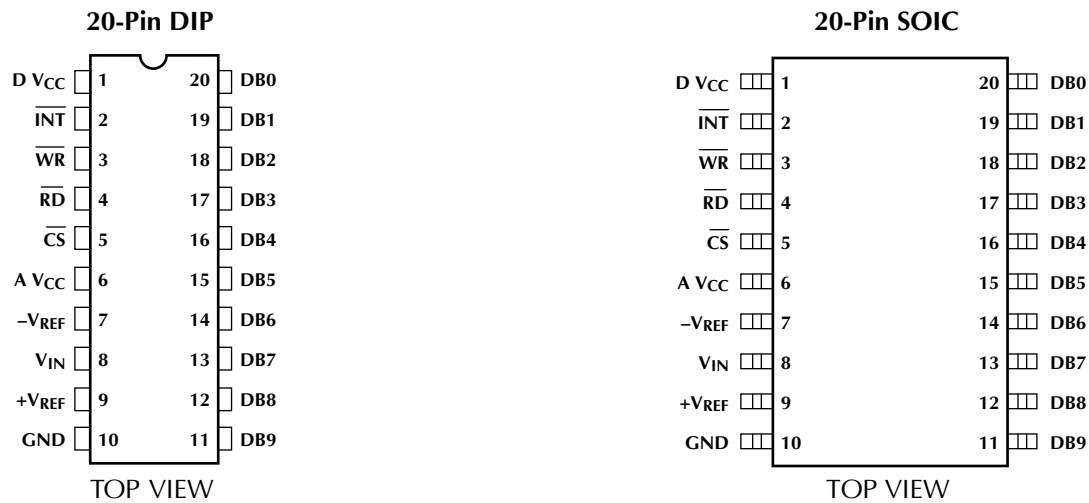 20-Pin DIP
D VCC 1 20 DB0
INT 2 19 DB1
WR 3 18 DB2
RD 4 17 DB3
CS 5 16 DB4
A VCC 6 15 DB5
–VREF 7 14 DB6
VIN 8 13 DB7
+VREF 9 12 DB8
GND 10 11 DB9
TOP VIEW
20-Pin SOIC
D VCC 1 20 DB0
INT 2 19 DB1
WR 3 18 DB2
RD 4 17 DB3
CS 5 16 DB4
A VCC 6 15 DB5
–VREF 7 14 DB6
VIN 8 13 DB7
+VREF 9 12 DB8
GND 10 11 DB9
TOP VIEW